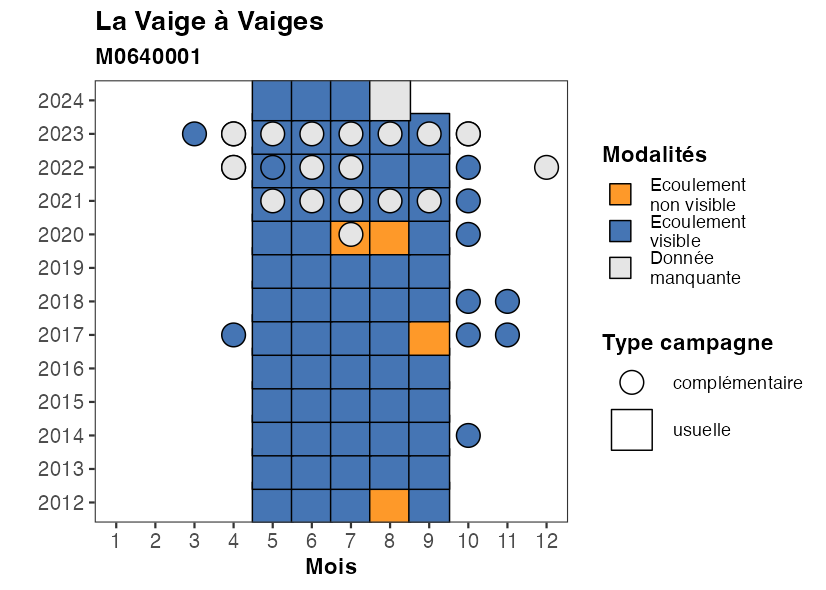 La Vaige à Vaiges
M0640001
2024
2023
2022
2021
2020
2019
2018
2017
2016
2015
2014
2013
2012
1 2 3 4 5 6 7 8 9 10 11 12
Mois
Modalités
Ecoulement
non visible
Ecoulement
visible
Donnée
manquante
Type campagne
complémentaire
usuelle